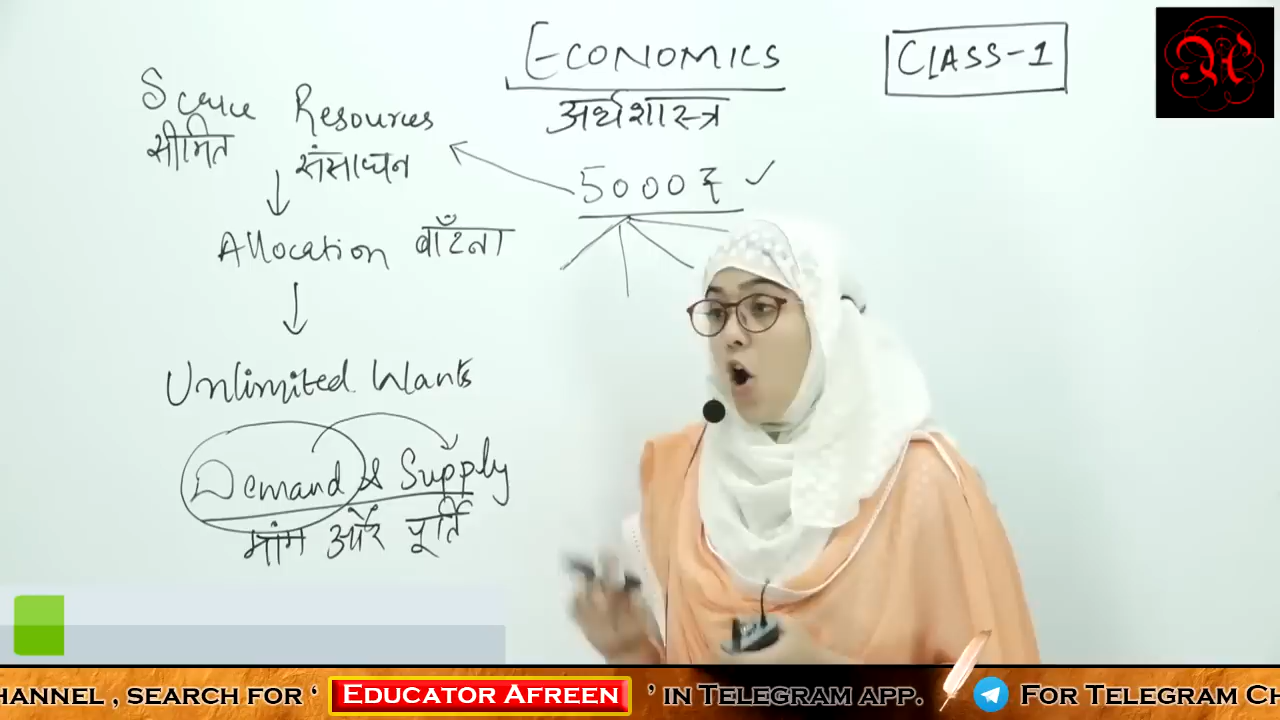 ECONOMICS
अर्थशास्त्र
CLASS-1
Scarce Resources
सीमित संसाधन
5000₹ ✓
Allocation बाँटना
Unlimited Wants
Demand & Supply
मांग और पूर्ति
HANNEL , SEARCH FOR ‘ EDUCATOR AFREEN ’ IN TELEGRAM APP. FOR TELEGRAM CH